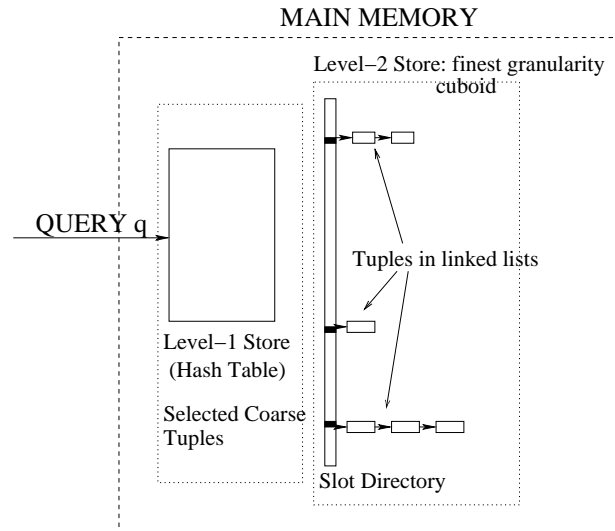 MAIN MEMORY
Level−2 Store: finest granularity
cuboid
QUERY q
Tuples in linked lists
Level−1 Store
(Hash Table)
Selected Coarse
Tuples
Slot Directory